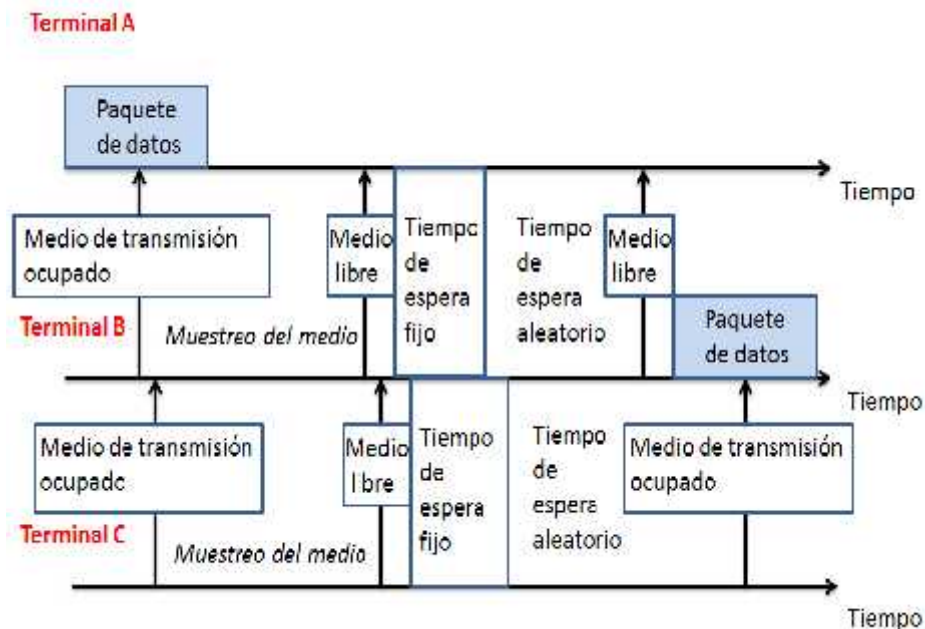 Terminal A
Paquete
de datos
Tiempo
Medio de transmisión
ocupado
Medio
libre
Tiempo
de
espera
fijo
Tiempo
de
espera
aleatorio
Medio
libre
Terminal B
Muestreo del medio
Paquete
de datos
Tiempo
Medio de transmisión
ocupado
Medio
libre
Tiempo
de
espera
fijo
Tiempo
de
espera
aleatorio
Medio de transmisión
ocupado
Terminal C
Muestreo del medio
Tiempo